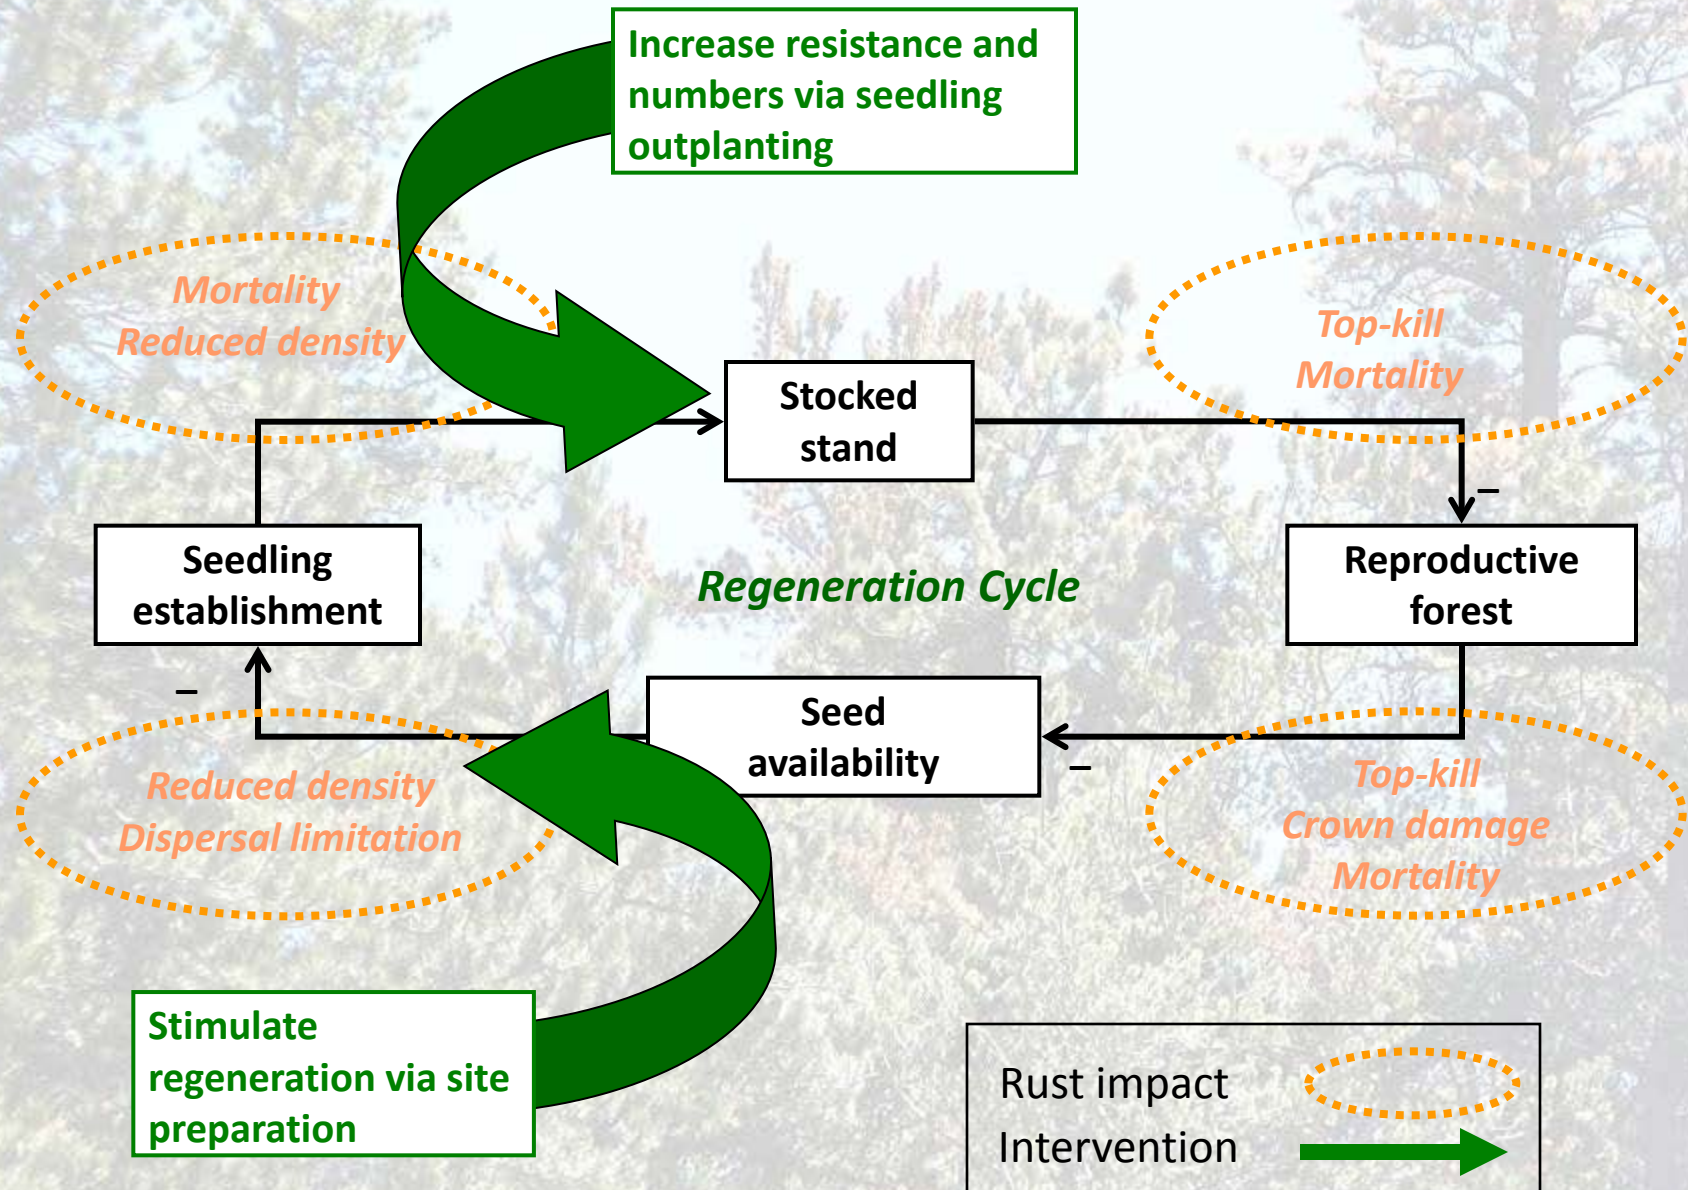 Increase resistance and
numbers via seedling
outplanting
Mortality
Reduced density
Top-kill
Mortality
Stocked
stand
–
Seedling
establishment
Regeneration Cycle
Reproductive
forest
–
Seed
availability
–
Reduced density
Dispersal limitation
Top-kill
Crown damage
Mortality
Stimulate
regeneration via site
preparation
Rust impact
Intervention